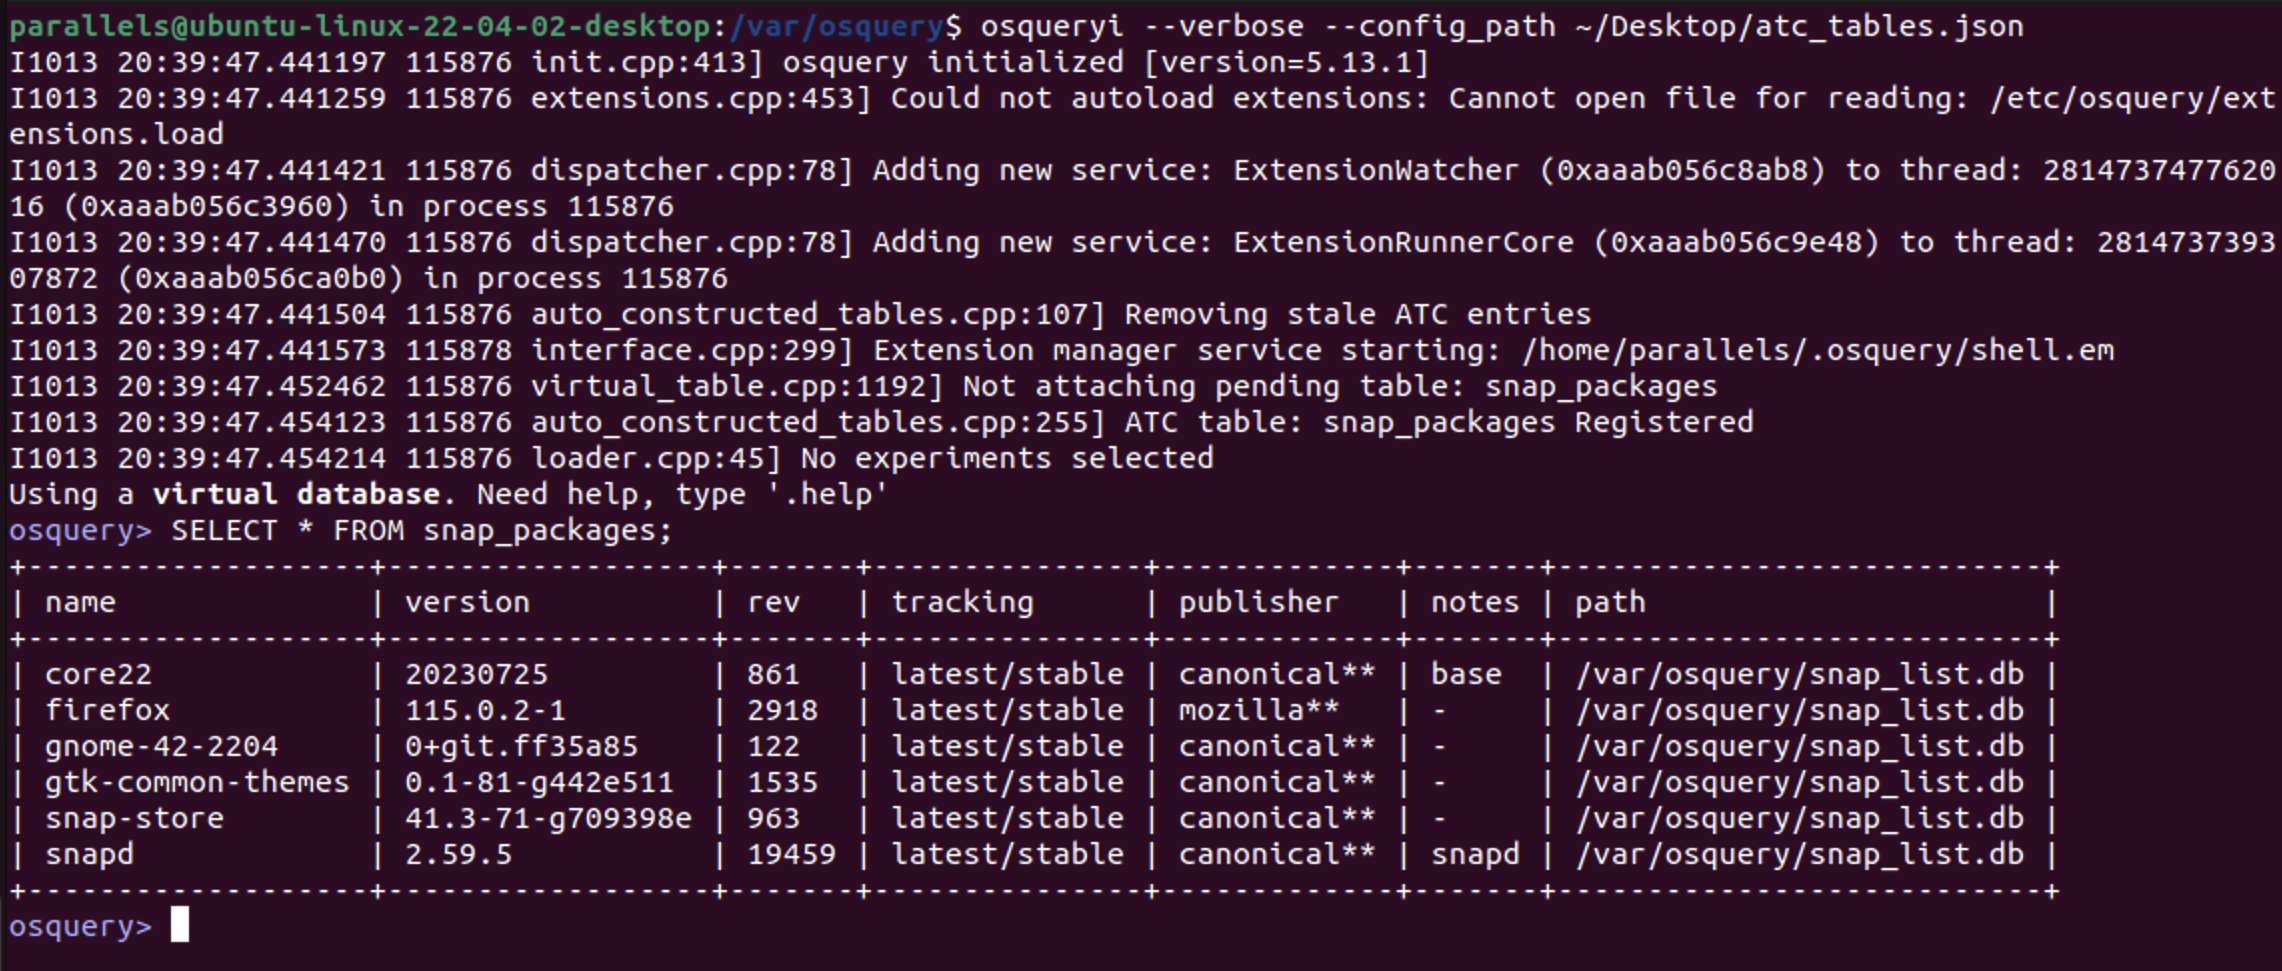 parallels@ubuntu-linux-22-04-02-desktop:/var/osquery$ osqueryi --verbose --config_path ~/Desktop/atc_tables.json
I1013 20:39:47.441197 115876 init.cpp:413] osquery initialized [version=5.13.1]
I1013 20:39:47.441259 115876 extensions.cpp:453] Could not autoload extensions: Cannot open file for reading: /etc/osquery/ext
ensions.load
I1013 20:39:47.441421 115876 dispatcher.cpp:78] Adding new service: ExtensionWatcher (0xaaab056c8ab8) to thread: 2814737477620
16 (0xaaab056c3960) in process 115876
I1013 20:39:47.441470 115876 dispatcher.cpp:78] Adding new service: ExtensionRunnerCore (0xaaab056c9e48) to thread: 2814737393
07872 (0xaaab056ca0b0) in process 115876
I1013 20:39:47.441504 115876 auto_constructed_tables.cpp:107] Removing stale ATC entries
I1013 20:39:47.441573 115878 interface.cpp:299] Extension manager service starting: /home/parallels/.osquery/shell.em
I1013 20:39:47.452462 115876 virtual_table.cpp:1192] Not attaching pending table: snap_packages
I1013 20:39:47.454123 115876 auto_constructed_tables.cpp:255] ATC table: snap_packages Registered
I1013 20:39:47.454214 115876 loader.cpp:45] No experiments selected
Using a virtual database. Need help, type '.help'
osquery> SELECT * FROM snap_packages;
+-------------------+------------------+-------+---------------+-------------+-------+---------------------------+
| name              | version          | rev   | tracking      | publisher   | notes | path                      |
+-------------------+------------------+-------+---------------+-------------+-------+---------------------------+
| core22            | 20230725         | 861   | latest/stable | canonical** | base  | /var/osquery/snap_list.db |
| firefox           | 115.0.2-1        | 2918  | latest/stable | mozilla**   | -     | /var/osquery/snap_list.db |
| gnome-42-2204     | 0+git.ff35a85    | 122   | latest/stable | canonical** | -     | /var/osquery/snap_list.db |
| gtk-common-themes | 0.1-81-g442e511  | 1535  | latest/stable | canonical** | -     | /var/osquery/snap_list.db |
| snap-store        | 41.3-71-g709398e | 963   | latest/stable | canonical** | -     | /var/osquery/snap_list.db |
| snapd             | 2.59.5           | 19459 | latest/stable | canonical** | snapd | /var/osquery/snap_list.db |
+-------------------+------------------+-------+---------------+-------------+-------+---------------------------+
osquery>